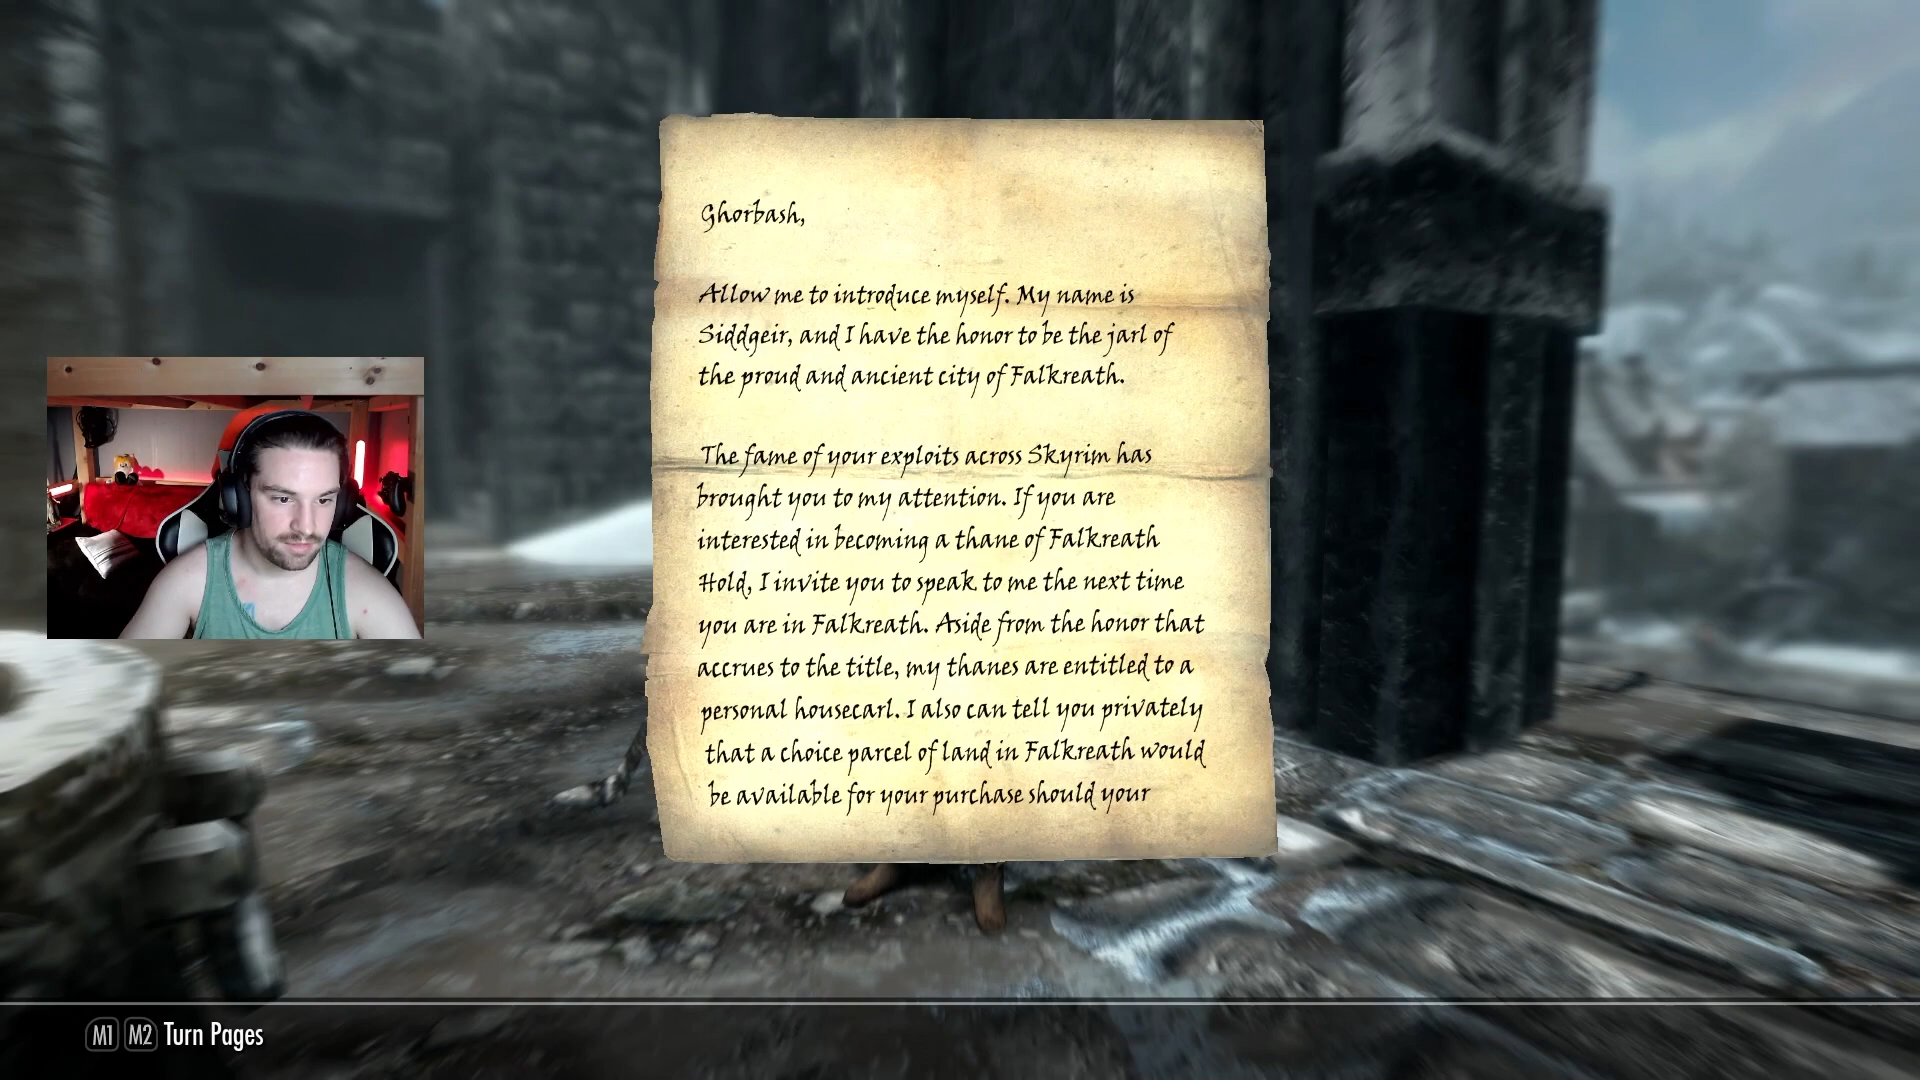 Ghorbash,
Allow me to introduce myself. My name is
Siddgeir, and I have the honor to be the jarl of
the proud and ancient city of Falkreath.
The fame of your exploits across Skyrim has
brought you to my attention. If you are
interested in becoming a thane of Falkreath
Hold, I invite you to speak to me the next time
you are in Falkreath. Aside from the honor that
accrues to the title, my thanes are entitled to a
personal housecarl. I also can tell you privately
that a choice parcel of land in Falkreath would
be available for your purchase should your
M1 M2 Turn Pages